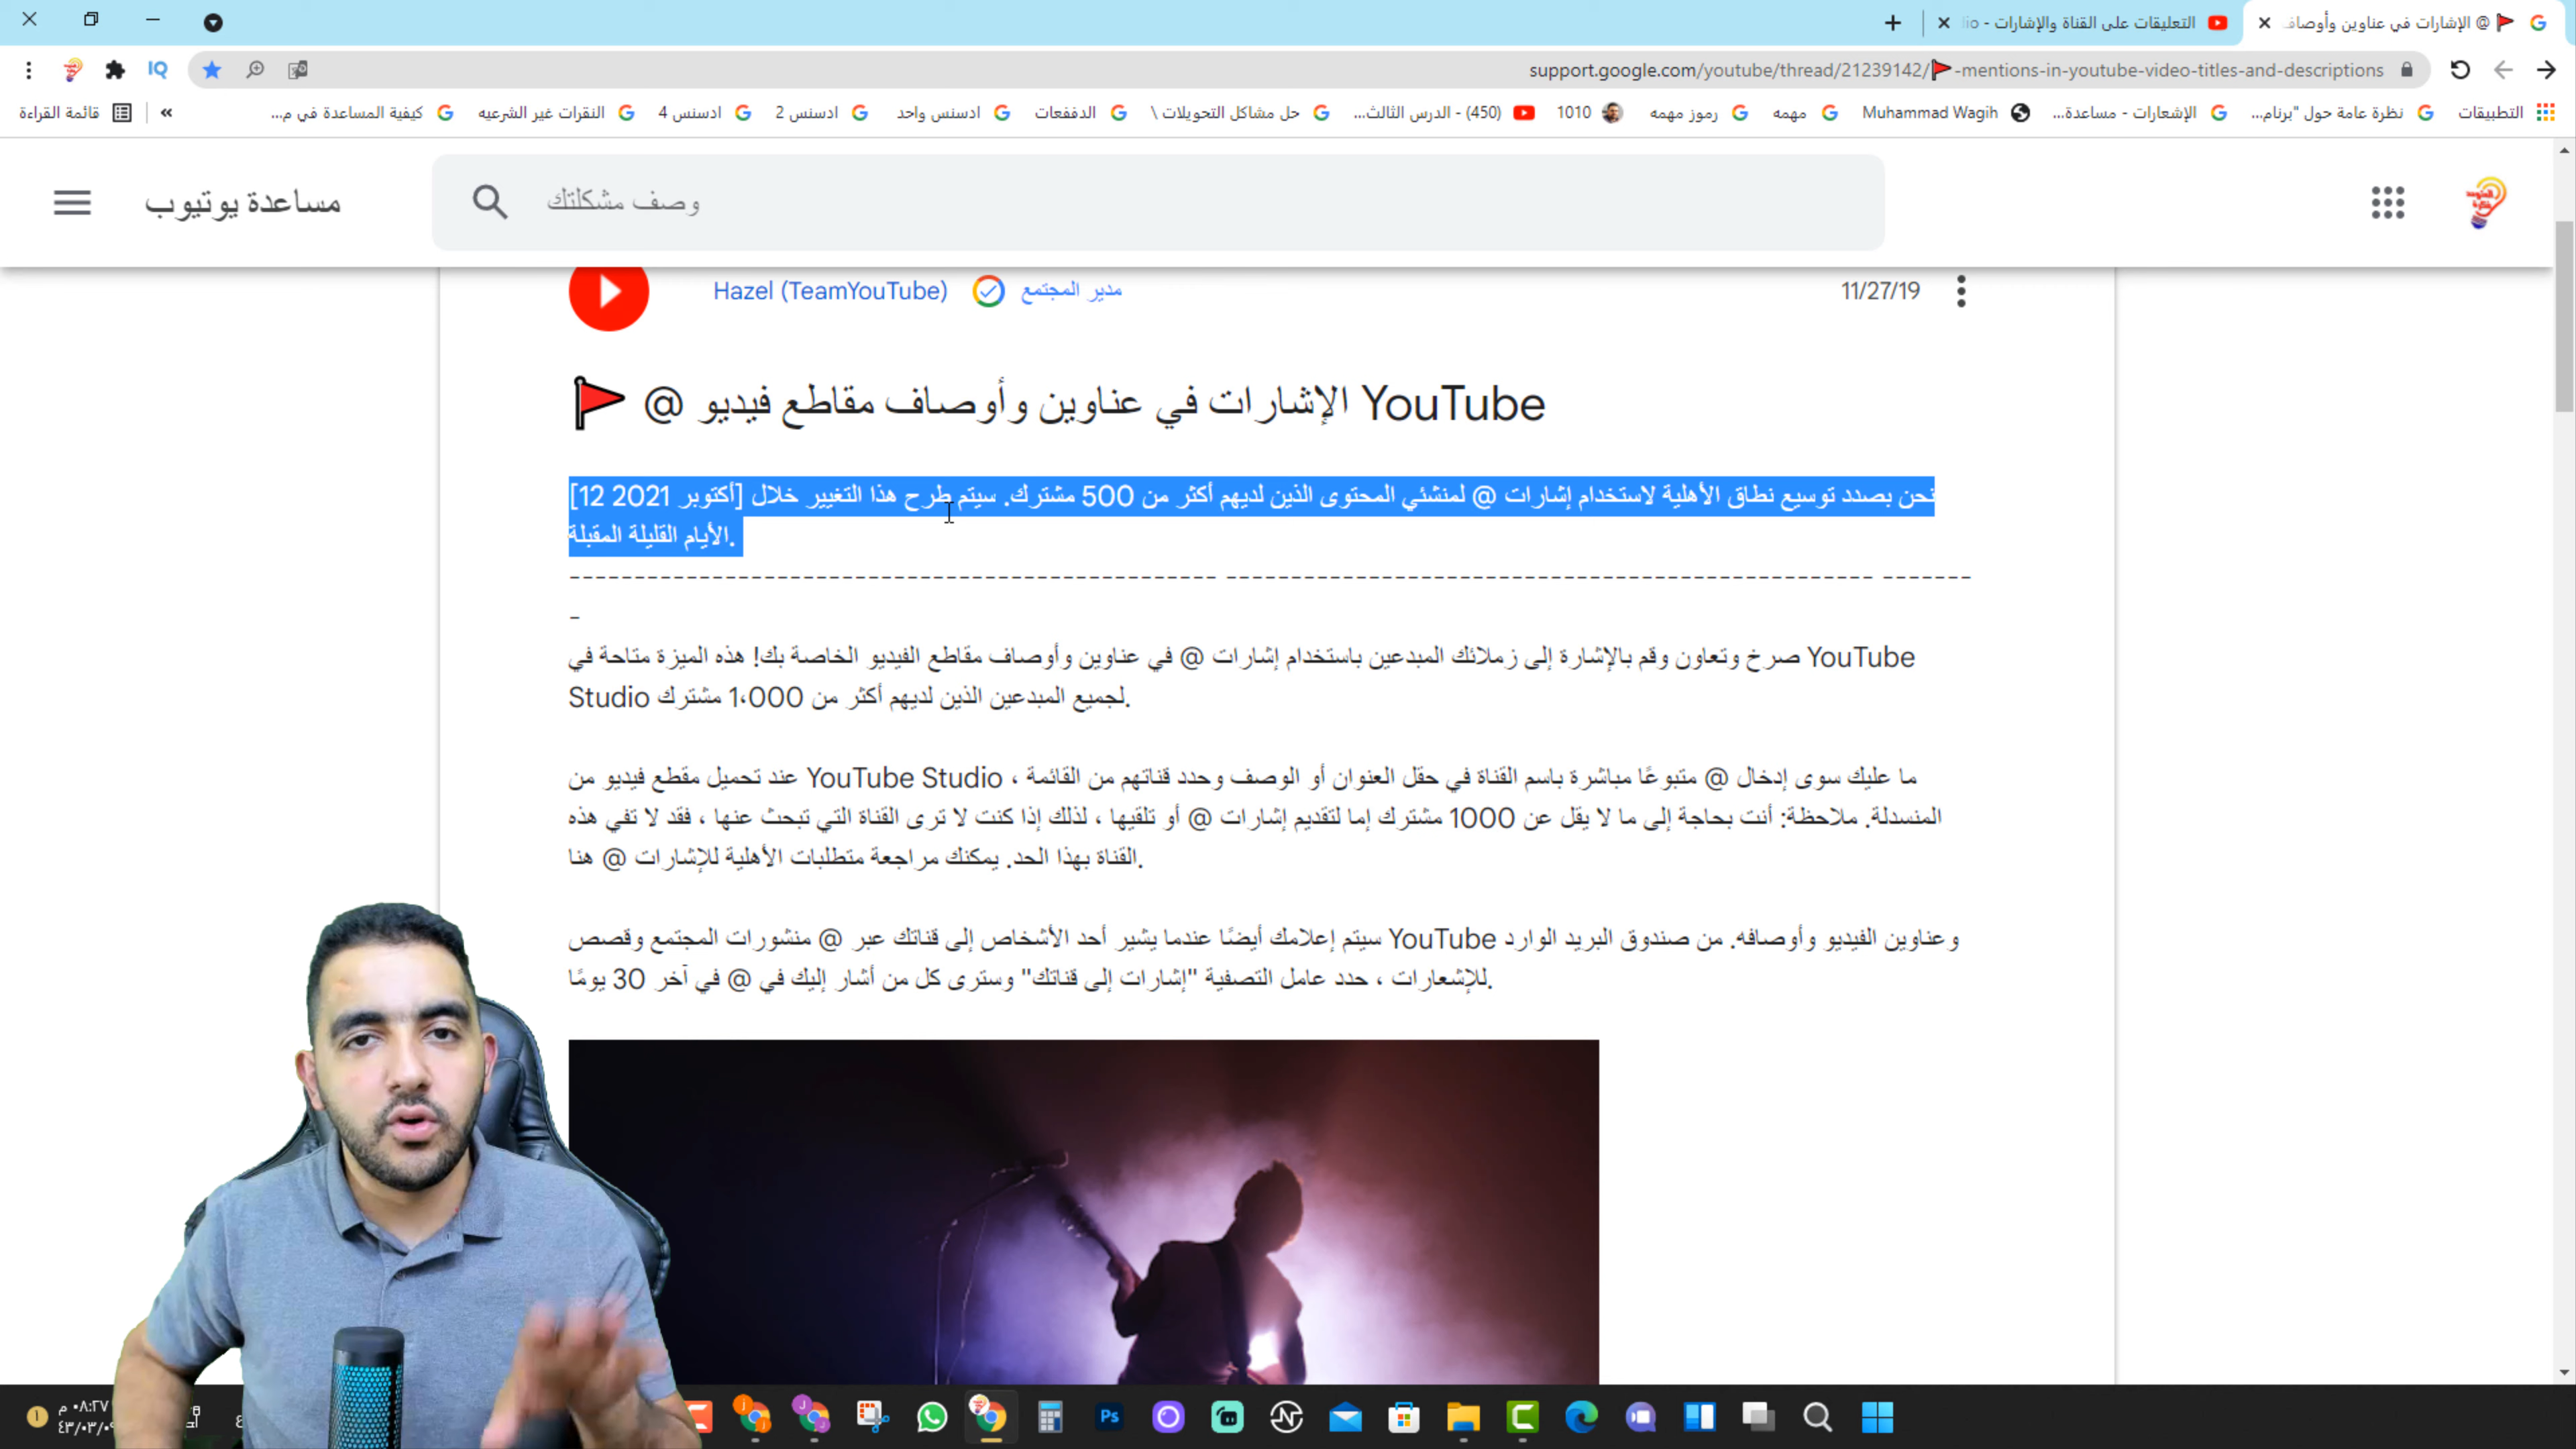 @ الإشارات في عناوين وأوصاف
التعليقات على القناة والإشارات - io
support.google.com/youtube/thread/21239142/🚩-mentions-in-youtube-video-titles-and-descriptions
IQ
التطبيقات
نظرة عامة حول "برنام...
الإشعارات - مساعدة...
Muhammad Wagih
مهمه
رموز مهمه
1010
(450) - الدرس الثالث...
حل مشاكل التحويلات \
الدفعات
ادسنس واحد
ادسنس 2
ادسنس 4
النقرات غير الشرعيه
كيفية المساعدة في م...
«
قائمة القراءة
مساعدة يوتيوب
وصف مشكلتك
Hazel (TeamYouTube) مدير المجتمع
11/27/19
🚩 @ الإشارات في عناوين وأوصاف مقاطع فيديو YouTube
[12 أكتوبر 2021] نحن بصدد توسيع نطاق الأهلية لاستخدام إشارات @ لمنشئي المحتوى الذين لديهم أكثر من 500 مشترك. سيتم طرح هذا التغيير خلال
الأيام القليلة المقبلة.
-------------------------------------------------- -------------------------------------------------- -------
-
صرخ وتعاون وقم بالإشارة إلى زملائك المبدعين باستخدام إشارات @ في عناوين وأوصاف مقاطع الفيديو الخاصة بك! هذه الميزة متاحة في YouTube
Studio لجميع المبدعين الذين لديهم أكثر من 1،000 مشترك.
عند تحميل مقطع فيديو من YouTube Studio ، ما عليك سوى إدخال @ متبوعًا مباشرة باسم القناة في حقل العنوان أو الوصف وحدد قناتهم من القائمة
المنسدلة. ملاحظة: أنت بحاجة إلى ما لا يقل عن 1000 مشترك إما لتقديم إشارات @ أو تلقيها ، لذلك إذا كنت لا ترى القناة التي تبحث عنها ، فقد لا تفي هذه
القناة بهذا الحد. يمكنك مراجعة متطلبات الأهلية للإشارات @ هنا.
سيتم إعلامك أيضًا عندما يشير أحد الأشخاص إلى قناتك عبر @ منشورات المجتمع وقصص YouTube وعناوين الفيديو وأوصافه. من صندوق البريد الوارد
للإشعارات ، حدد عامل التصفية "إشارات إلى قناتك" وسترى كل من أشار إليك في @ في آخر 30 يومًا.
Ps
٠٨:٢٧ م